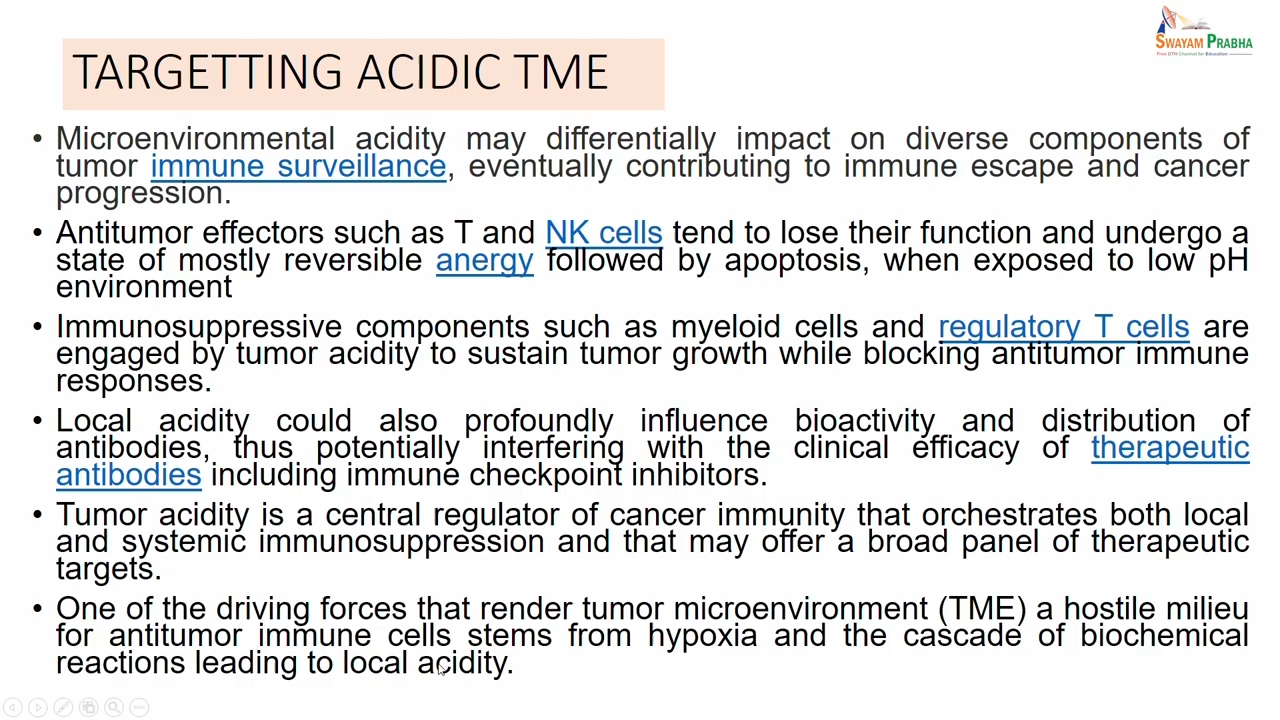 SWAYAM PRABHA
Free DTH Channel for Education
TARGETTING ACIDIC TME
• Microenvironmental acidity may differentially impact on diverse components of
tumor immune surveillance, eventually contributing to immune escape and cancer
progression.
• Antitumor effectors such as T and NK cells tend to lose their function and undergo a
state of mostly reversible anergy followed by apoptosis, when exposed to low pH
environment
• Immunosuppressive components such as myeloid cells and regulatory T cells are
engaged by tumor acidity to sustain tumor growth while blocking antitumor immune
responses.
• Local acidity could also profoundly influence bioactivity and distribution of
antibodies, thus potentially interfering with the clinical efficacy of therapeutic
antibodies including immune checkpoint inhibitors.
• Tumor acidity is a central regulator of cancer immunity that orchestrates both local
and systemic immunosuppression and that may offer a broad panel of therapeutic
targets.
• One of the driving forces that render tumor microenvironment (TME) a hostile milieu
for antitumor immune cells stems from hypoxia and the cascade of biochemical
reactions leading to local acidity.